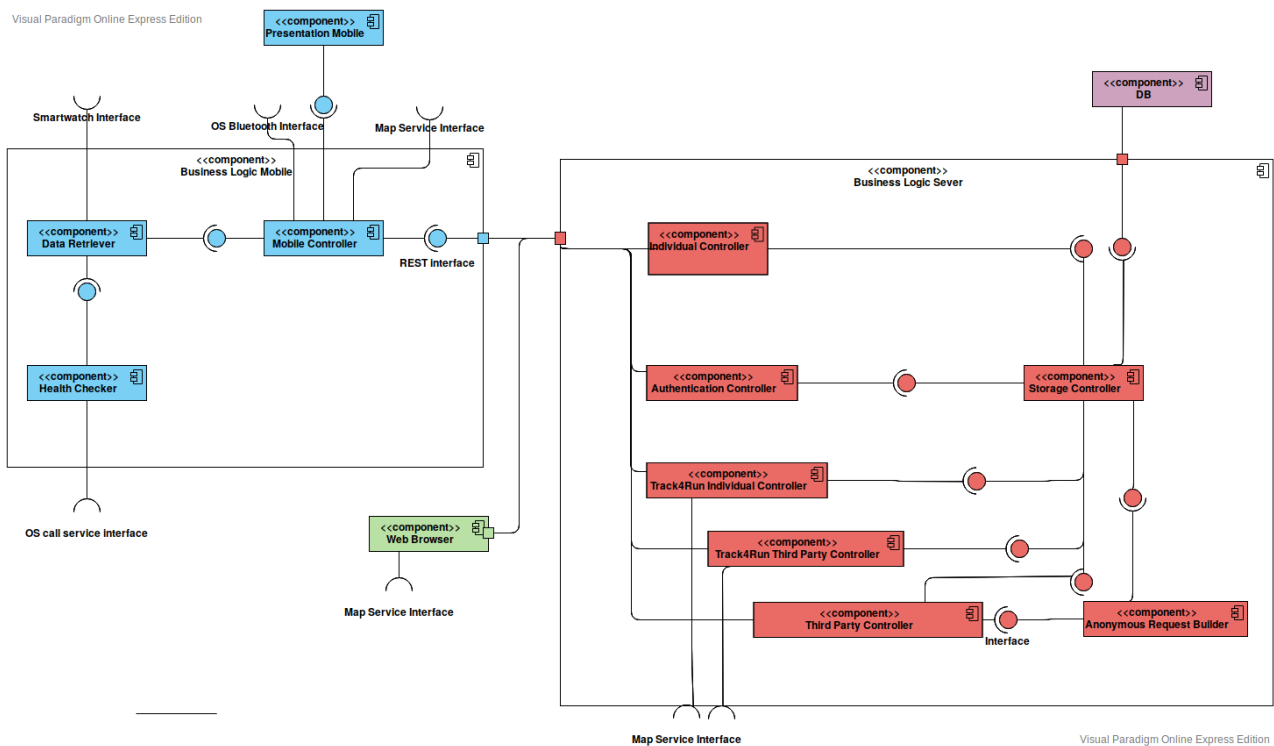 Visual Paradigm Online Express Edition
<<component>>
Presentation Mobile
<<component>>
DB
Smartwatch Interface
OS Bluetooth Interface
Map Service Interface
<<component>>
Business Logic Mobile
<<component>>
Business Logic Sever
<<component>>
Data Retriever
<<component>>
Mobile Controller
REST interface
<<component>>
Individual Controller
<<component>>
Health Checker
<<component>>
Authentication Controller
<<component>>
Storage Controller
<<component>>
Track4Run Individual Controller
OS call service interface
<<component>>
Web Browser
<<component>>
Track4Run Third Party Controller
Map Service Interface
<<component>>
Third Party Controller
Interface
<<component>>
Anonymous Request Builder
Map Service Interface
Visual Paradigm Online Express Edition